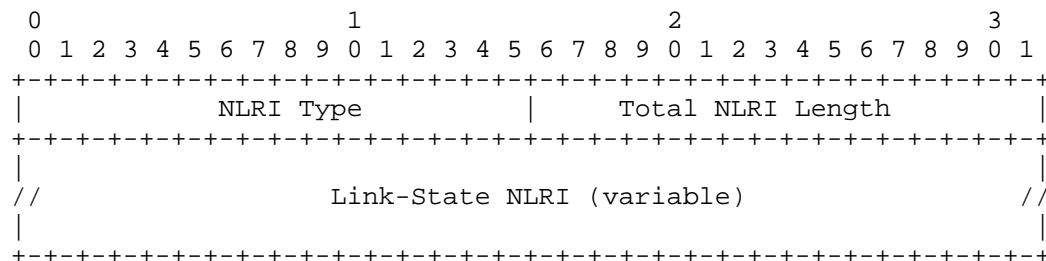 0                   1                   2                   3
 0 1 2 3 4 5 6 7 8 9 0 1 2 3 4 5 6 7 8 9 0 1 2 3 4 5 6 7 8 9 0 1
+-+-+-+-+-+-+-+-+-+-+-+-+-+-+-+-+-+-+-+-+-+-+-+-+-+-+-+-+-+-+-+-+
|            NLRI Type          |     Total NLRI Length         |
+-+-+-+-+-+-+-+-+-+-+-+-+-+-+-+-+-+-+-+-+-+-+-+-+-+-+-+-+-+-+-+-+
|                                                               |
//                  Link-State NLRI (variable)                 //
|                                                               |
+-+-+-+-+-+-+-+-+-+-+-+-+-+-+-+-+-+-+-+-+-+-+-+-+-+-+-+-+-+-+-+-+